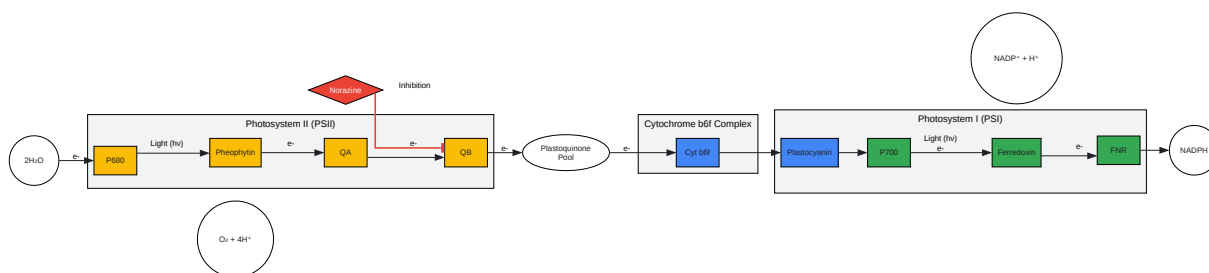 NADP⁺ + H⁺
Norazine
Inhibition
Photosystem II (PSII)
Cytochrome b6f Complex
Photosystem I (PSI)
2H₂O
e-
P680
Light (hv)
Pheophytin
e-
QA
e-
QB
e-
Plastoquinone
Pool
e-
Cyt b6f
Plastocyanin
P700
Light (hv)
e-
Ferredoxin
e-
FNR
NADPH
O₂ + 4H⁺